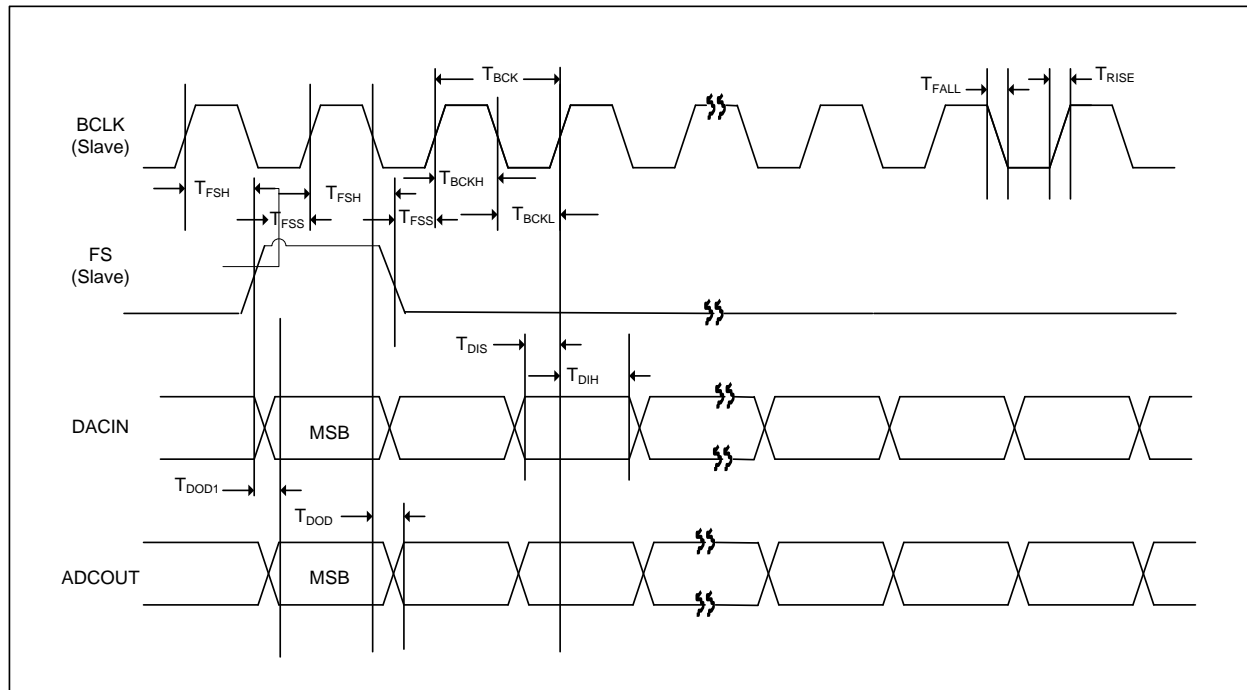 T_BCK
T_FALL
T_RISE
BCLK
(Slave)
T_FSH
T_FSH
T_BCKH
T_FSS
T_FSS
T_BCKL
FS
(Slave)
T_DIS
T_DIH
DACIN
MSB
T_DOD1
T_DOD
ADCOUT
MSB